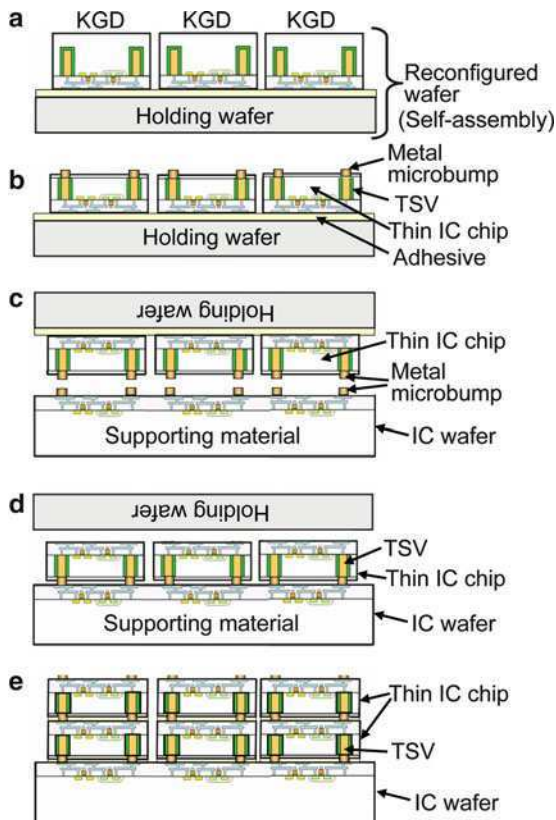 a
KGD KGD KGD
Holding wafer
Reconfigured
wafer
(Self-assembly)
b
Metal
microbump
TSV
Thin IC chip
Adhesive
Holding wafer
c
Holding wafer
Thin IC chip
Metal
microbump
IC wafer
Supporting material
d
Holding wafer
TSV
Thin IC chip
IC wafer
Supporting material
e
Thin IC chip
TSV
IC wafer